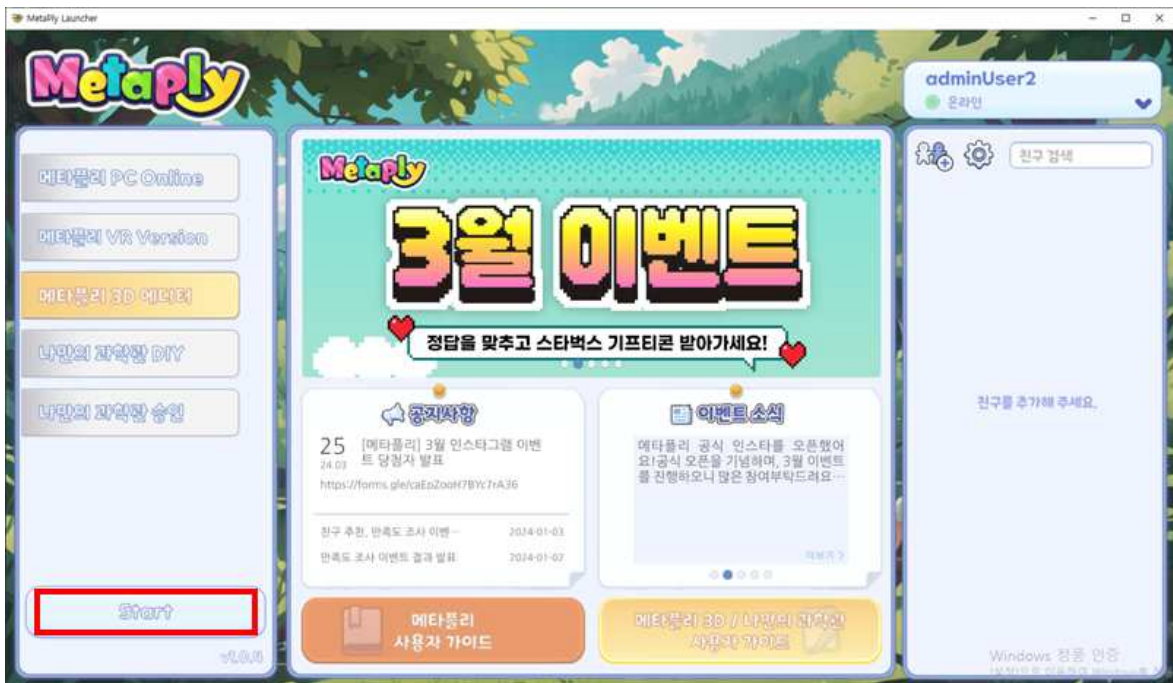 MetaPly Launcher
Metaply
adminUser2
온라인
메타플리 PC Online
메타플리 VR Version
메타플리 3D 에디터
나만의 과학관 DIY
나만의 과학관 승인
Start
v1.0.4
Metaply
3월 이벤트
정답을 맞추고 스타벅스 기프티콘 받아가세요!
공지사항
25
24.03
[메타플리] 3월 인스타그램 이벤
트 당첨자 발표
친구 추천, 만족도 조사 이벤…
2024-01-03
만족도 조사 이벤트 결과 발표
2024-01-02
이벤트 소식
메타플리 공식 인스타를 오픈했어
요!공식 오픈을 기념하며, 3월 이벤트
를 진행하오니 많은 참여부탁드려요…
더보기 >
메타플리
사용자 가이드
메타플리 3D / 나만의 과학관
사용자 가이드
친구 검색
친구를 추가해 주세요.
Windows 정품 인증